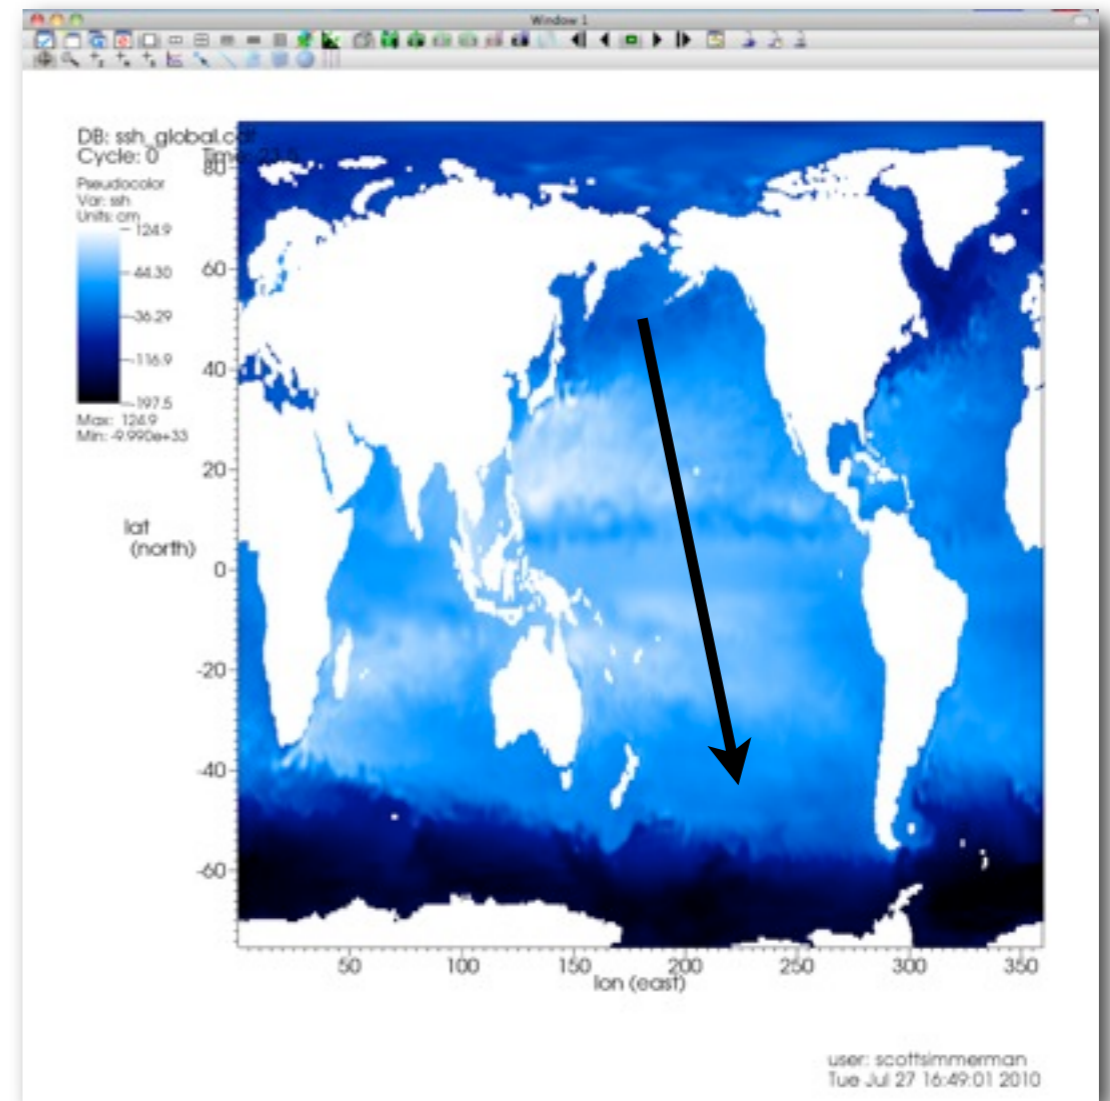 Window 1
DB: ssh_global.cdf
Cycle: 0 Time: 23.5
Pseudocolor
Var: ssh
Units: cm
124.9
44.30
-36.29
-116.9
-197.5
Max: 124.9
Min: -9.990e+33
80
60
40
20
0
-20
-40
-60
lat
(north)
50 100 150 200 250 300 350
lon (east)
user: scottsimmerman
Tue Jul 27 16:49:01 2010